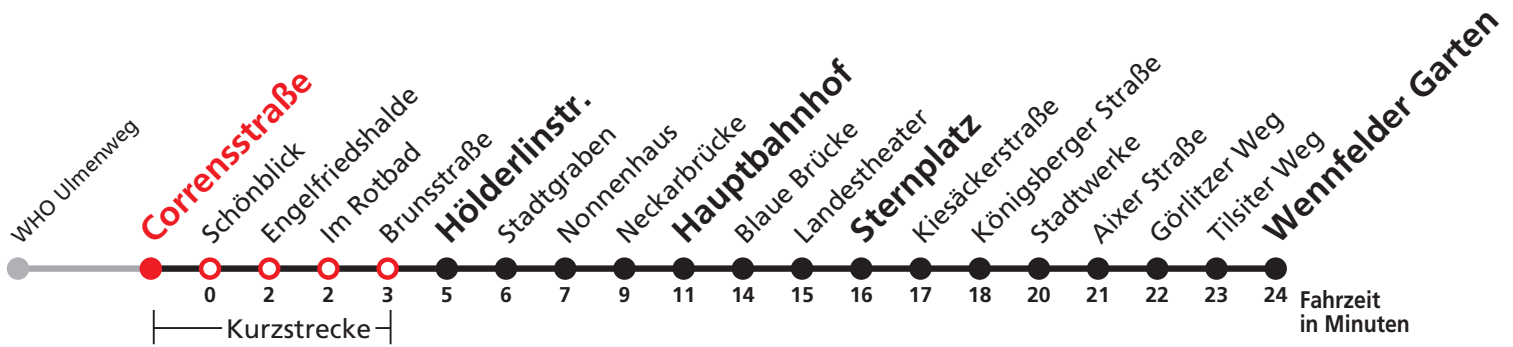 WHO Ulmenweg
Corrensstraße
Schönblick
Engelfriedshalde
Im Rotbad
Brunsstraße
Hölderlinstr.
Stadtgraben
Nonnenhaus
Neckarbrücke
Hauptbahnhof
Blaue Brücke
Landestheater
Sternplatz
Kiesäckerstraße
Königsberger Straße
Stadtwerke
Aixer Straße
Görlitzer Weg
Tilsiter Weg
Wennfelder Garten
0 2 2 3 5 6 7 9 11 14 15 16 17 18 20 21 22 23 24
Fahrzeit
in Minuten
Kurzstrecke